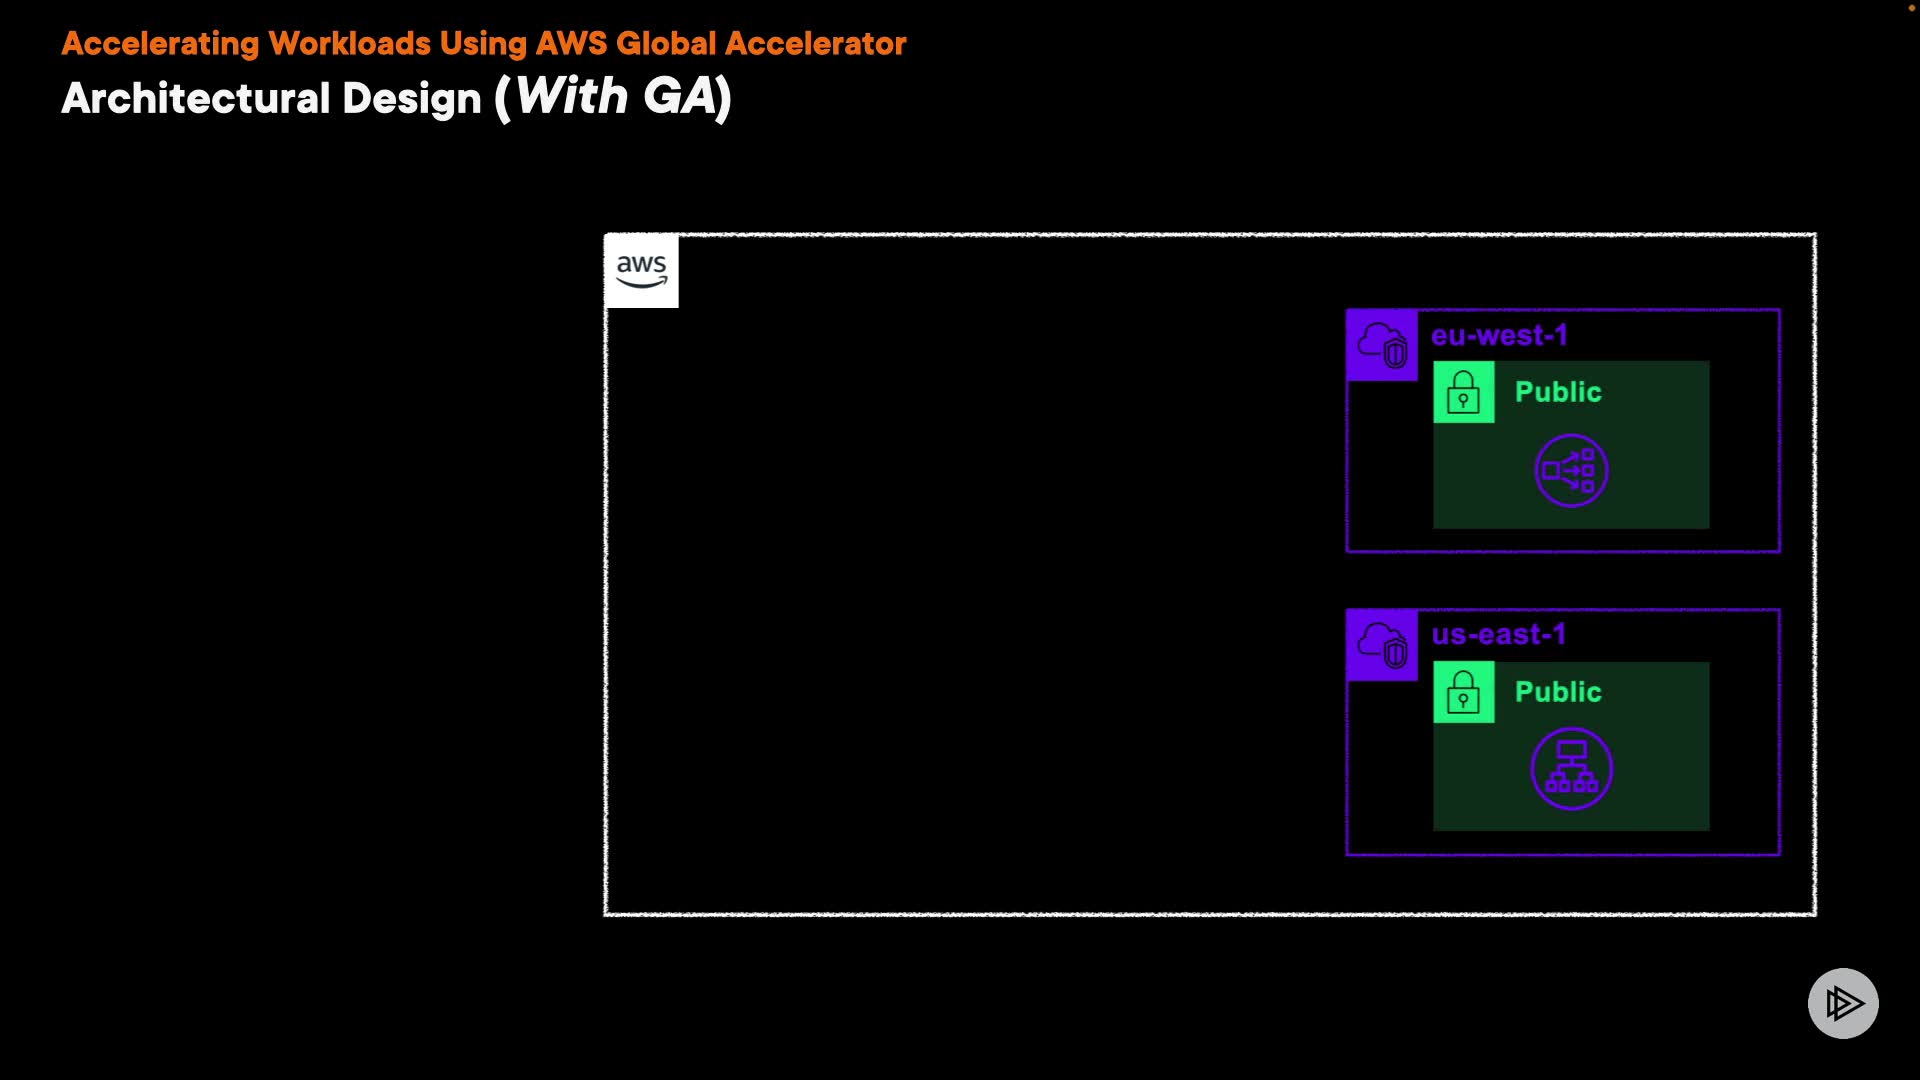 Accelerating Workloads Using AWS Global Accelerator
Architectural Design (With GA)
aws
eu-west-1
Public
us-east-1
Public